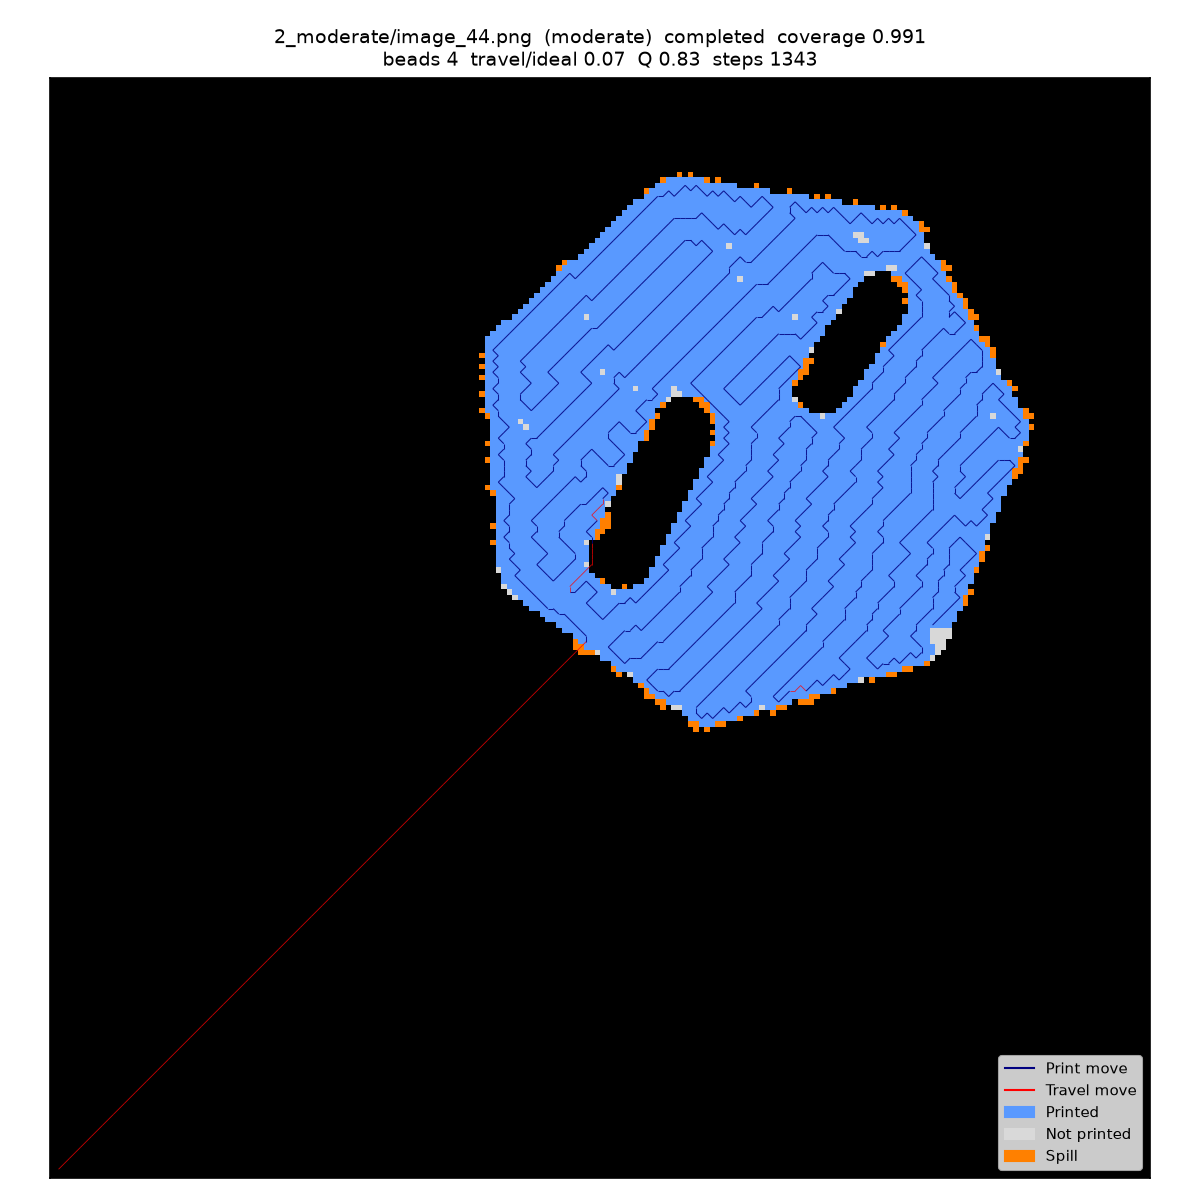 2_moderate/image_44.png  (moderate)  completed  coverage 0.991
beads 4  travel/ideal 0.07  Q 0.83  steps 1343
Print move
Travel move
Printed
Not printed
Spill